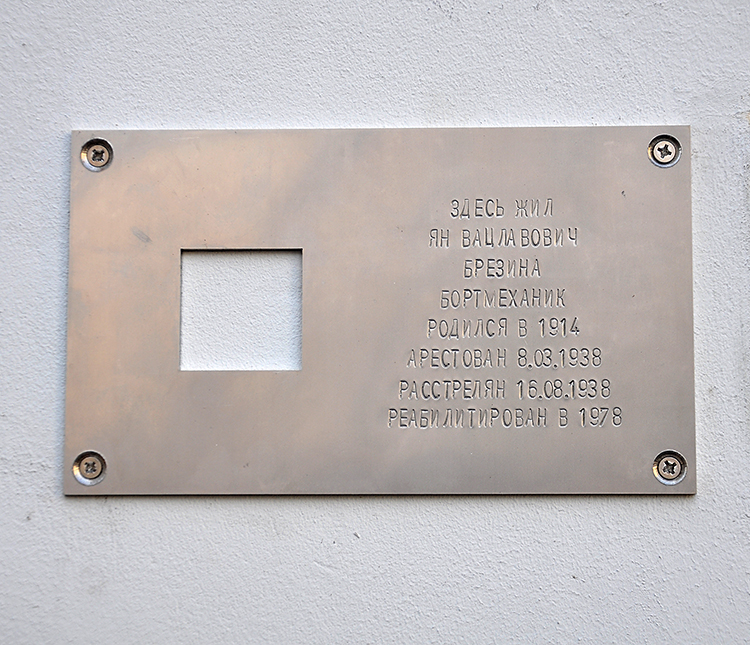 ЗДЕСЬ ЖИЛ
ЯН ВАЦЛАВОВИЧ
БРЕЗИНА
БОРТМЕХАНИК
РОДИЛСЯ В 1914
АРЕСТОВАН 8.03.1938
РАССТРЕЛЯН 16.08.1938
РЕАБИЛИТИРОВАН В 1978